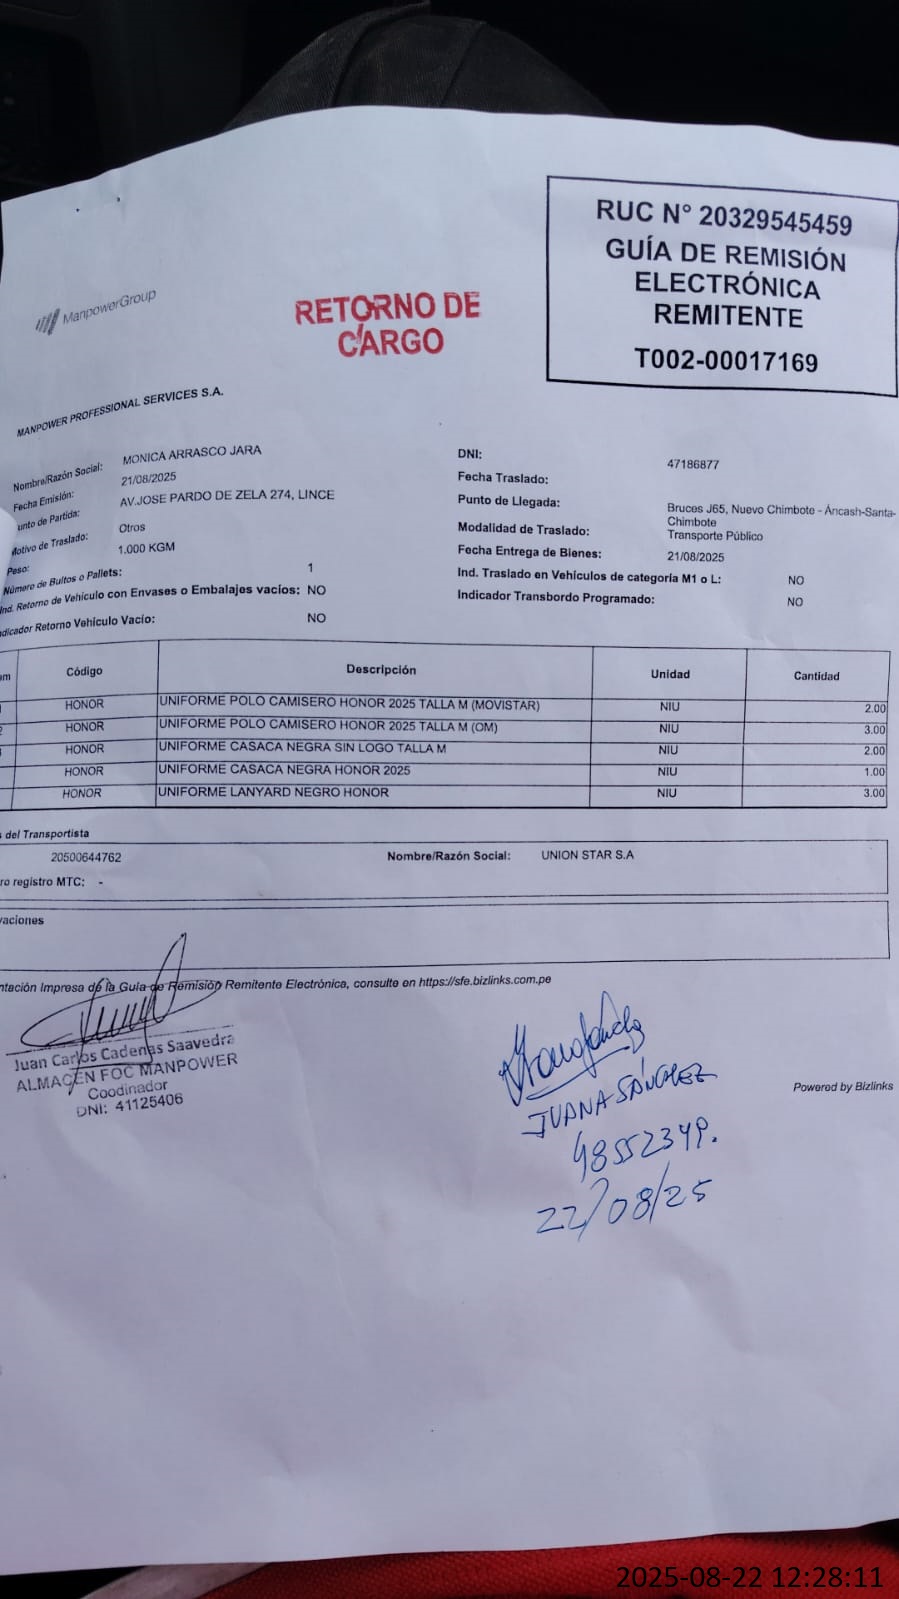 RUC N° 20329545459
GUÍA DE REMISIÓN
ELECTRÓNICA
REMITENTE
T002-00017169
ManpowerGroup
RETORNO DE
CARGO
MANPOWER PROFESSIONAL SERVICES S.A.
Nombre/Razón Social: MONICA ARRASCO JARA
DNI: 47186877
Fecha Emisión: 21/08/2025
Fecha Traslado:
unto de Partida: AV.JOSE PARDO DE ZELA 274, LINCE
Punto de Llegada: Bruces J65, Nuevo Chimbote - Áncash-Santa-
Chimbote
Motivo de Traslado: Otros
Modalidad de Traslado: Transporte Público
Peso: 1.000 KGM
Fecha Entrega de Bienes: 21/08/2025
Número de Bultos o Pallets: 1
Ind. Traslado en Vehículos de categoría M1 o L: NO
Ind. Retorno de Vehículo con Envases o Embalajes vacíos: NO
Indicador Transbordo Programado: NO
ndicador Retorno Vehículo Vacío: NO
em Código Descripción Unidad Cantidad
HONOR UNIFORME POLO CAMISERO HONOR 2025 TALLA M (MOVISTAR) NIU 2.00
HONOR UNIFORME POLO CAMISERO HONOR 2025 TALLA M (OM) NIU 3.00
HONOR UNIFORME CASACA NEGRA SIN LOGO TALLA M NIU 2.00
HONOR UNIFORME CASACA NEGRA HONOR 2025 NIU 1.00
HONOR UNIFORME LANYARD NEGRO HONOR NIU 3.00
s del Transportista
20500644762 Nombre/Razón Social: UNION STAR S.A
ro registro MTC: -
vaciones
ntación Impresa de la Guía de Remisión Remitente Electrónica, consulte en https://sfe.bizlinks.com.pe
Juan Carlos Cadenas Saavedra
ALMACÉN FOC MANPOWER
Coodinador
DNI: 41125406
JUANA SÁNCHEZ
22/08/25
Powered by Bizlinks
2025-08-22 12:28:11